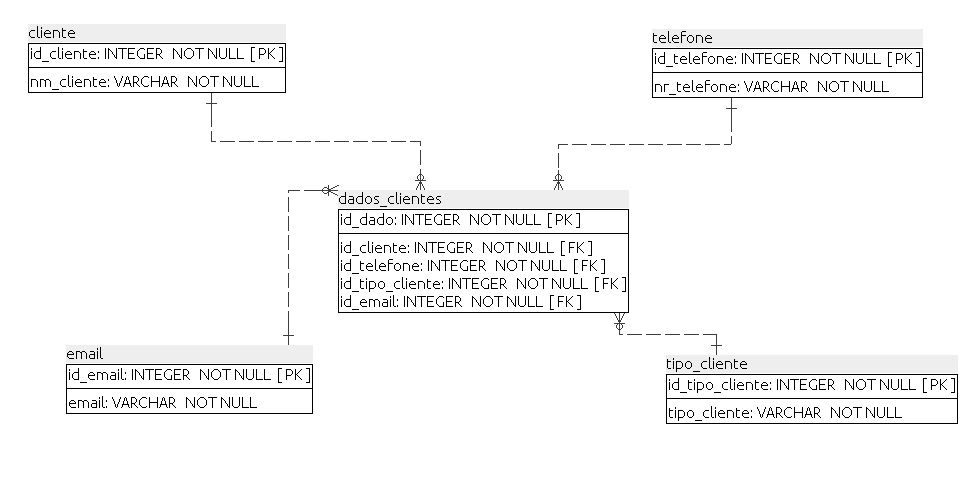 cliente
id_cliente: INTEGER NOT NULL [ PK ]
nm_cliente: VARCHAR NOT NULL
telefone
id_telefone: INTEGER NOT NULL [ PK ]
nr_telefone: VARCHAR NOT NULL
dados_clientes
id_dado: INTEGER NOT NULL [ PK ]
id_cliente: INTEGER NOT NULL [ FK ]
id_telefone: INTEGER NOT NULL [ FK ]
id_tipo_cliente: INTEGER NOT NULL [ FK ]
id_email: INTEGER NOT NULL [ FK ]
email
id_email: INTEGER NOT NULL [ PK ]
email: VARCHAR NOT NULL
tipo_cliente
id_tipo_cliente: INTEGER NOT NULL [ PK ]
tipo_cliente: VARCHAR NOT NULL